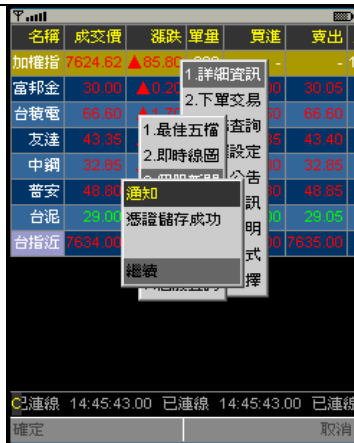 名稱 成交價 漲跌 單量 買進 賣出
加權指 7624.62 ▲85.80 - -
1.詳細資訊
富邦金 30.00 ▲0.20 30.05
2.下單交易
台積電 66.60 66.60
1.最佳五檔
查詢
友達 43.35 43.40
2.即時線圖
設定
中鋼 32.85 32.85
公告
普安 48.80 48.85
通知
訊
台泥 29.00 29.05
憑證儲存成功
明
台指近 7634.00 7635.00
式
繼續
擇
已連線 14:45:43.00 已連線 14:45:43.00 已連線
確定 取消